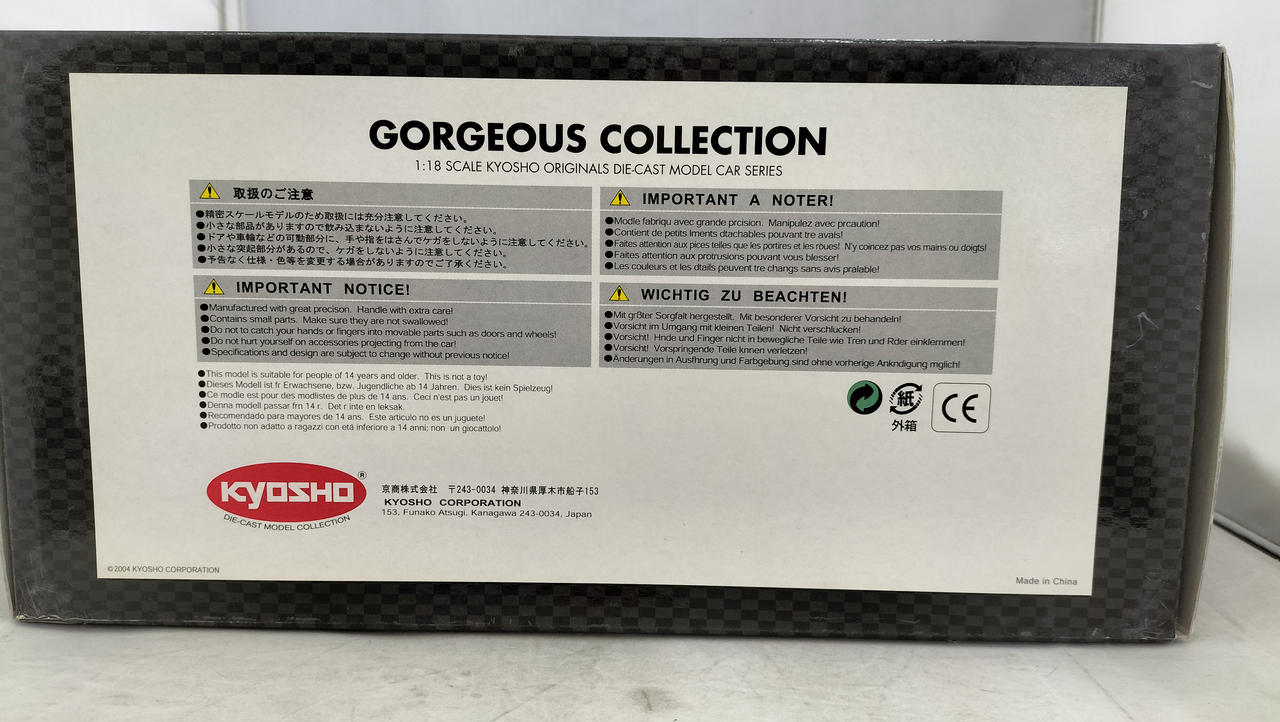 GORGEOUS COLLECTION
1:18 SCALE KYOSHO ORIGINALS DIE-CAST MODEL CAR SERIES
取扱のご注意
●精密スケールモデルのため取扱には充分注意してください。
●小さな部品がありますので飲み込まないように注意してください。
●ドアや車輪などの可動部分に、手や指をはさんでケガをしないように注意してください。
●小さな突起部分があるので、ケガをしないように注意してください。
●予告なく仕様・色等を変更する場合がありますのでご了承ください。
IMPORTANT A NOTER!
●Modle fabriqu avec grande prcision. Manipulez avec prcaution!
●Contient de petits lments dtachables pouvant tre avals!
●Faites attention aux pices telles que les portires et les roues! N'y coincez pas vos mains ou doigts!
●Faites attention aux protrusions pouvant vous blesser!
●Les couleurs et les dtails peuvent tre changs sans avis pralable!
IMPORTANT NOTICE!
●Manufactured with great precision. Handle with extra care!
●Contains small parts. Make sure they are not swallowed!
●Do not to catch your hands or fingers into movable parts such as doors and wheels!
●Do not hurt yourself on accessories projecting from the car!
●Specifications and design are subject to change without previous notice!
WICHTIG ZU BEACHTEN!
●Mit grßter Sorgfalt hergestellt. Mit besonderer Vorsicht zu behandeln!
●Vorsicht im Umgang mit kleinen Teilen! Nicht verschlucken!
●Vorsicht! Hnde und Finger nicht in bewegliche Teile wie Tren und Rder einklemmen!
●Vorsicht! Vorspringende Teile knnen verletzen!
●Änderungen in Ausfhrung und Farbgebung sind ohne vorherige Ankndigung mglich!
●This model is suitable for people of 14 years and older. This is not a toy!
●Dieses Modell ist fr Erwachsene, bzw. Jugendliche ab 14 Jahren. Dies ist kein Spielzeug!
●Ce modle est pour des modlistes de plus de 14 ans. Ceci n'est pas un jouet!
●Denna modell passar frn 14 r. Det r inte en leksak.
●Recomendado para mayores de 14 ans. Este articulo no es un juguete!
●Prodotto non adatto a ragazzi con etá inferiore a 14 anni; non un giocattolo!
紙
外箱
CE
KYOSHO®
DIE-CAST MODEL COLLECTION
京商株式会社 〒243-0034 神奈川県厚木市船子153
KYOSHO CORPORATION
153, Funako Atsugi, Kanagawa 243-0034, Japan
©2004 KYOSHO CORPORATION
Made in China